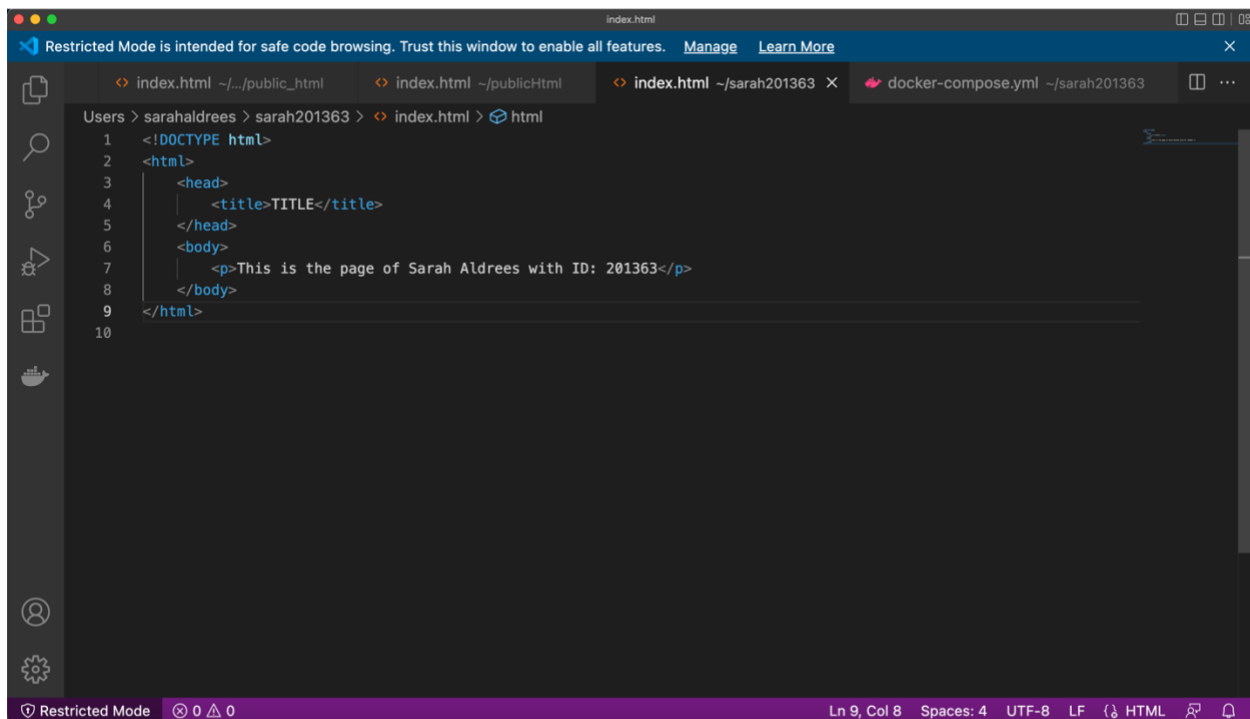 index.html
Restricted Mode is intended for safe code browsing. Trust this window to enable all features. Manage Learn More
index.html ~/.../public_html index.html ~/publicHtml index.html ~/sarah201363 docker-compose.yml ~/sarah201363
Users > sarahaldrees > sarah201363 > index.html > html
1 <!DOCTYPE html>
2 <html>
3 <head>
4 <title>TITLE</title>
5 </head>
6 <body>
7 <p>This is the page of Sarah Aldrees with ID: 201363</p>
8 </body>
9 </html>
10
Restricted Mode 0 0 Ln 9, Col 8 Spaces: 4 UTF-8 LF HTML